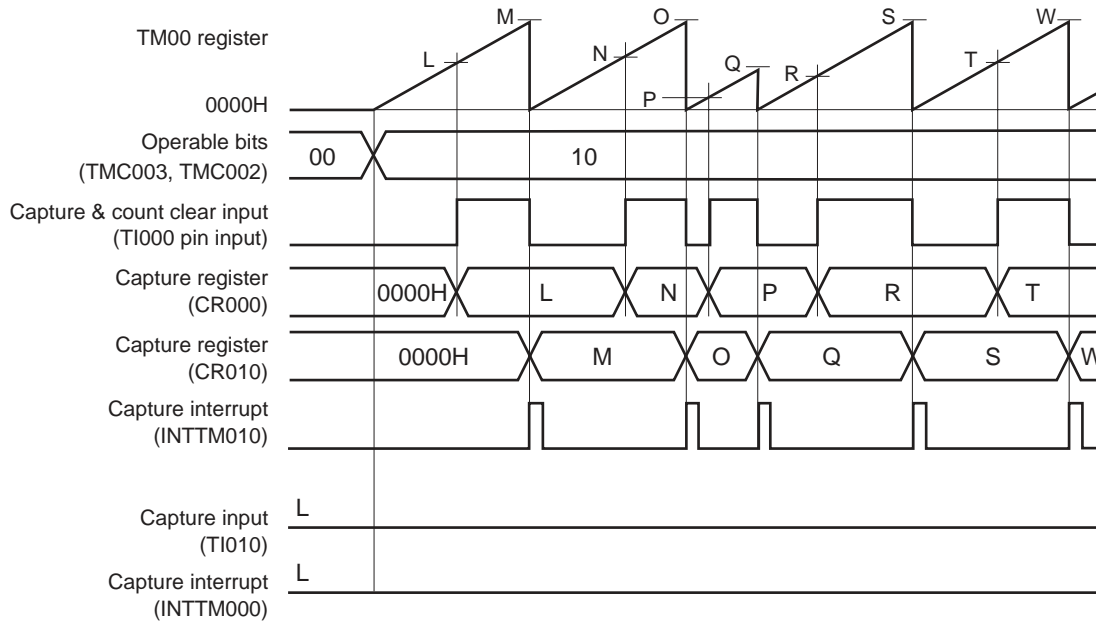 M O S W
TM00 register
L N Q R T
P
0000H
Operable bits
(TMC003, TMC002)
00 10
Capture & count clear input
(TI000 pin input)
Capture register
(CR000)
0000H L N P R T
Capture register
(CR010)
0000H M O Q S W
Capture interrupt
(INTTM010)
L
Capture input
(TI010)
L
Capture interrupt
(INTTM000)